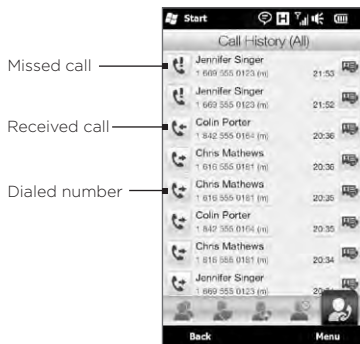 Start
Call History (All)
Missed call
Jennifer Singer
1 669 555 0123 (m) 21:53
Jennifer Singer
1 669 555 0123 (m) 21:52
Received call
Colin Porter
1 842 555 0164 (m) 20:36
Chris Mathews
1 616 555 0181 (m) 20:36
Dialed number
Chris Mathews
1 616 555 0181 (m) 20:35
Colin Porter
1 842 555 0164 (m) 20:35
Chris Mathews
1 616 555 0181 (m) 20:34
Jennifer Singer
1 669 555 0123 (m)
Back Menu